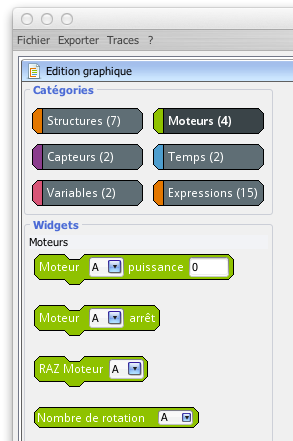 Fichier Exporter Traces ?
Edition graphique
Catégories
Structures (7) Moteurs (4)
Capteurs (2) Temps (2)
Variables (2) Expressions (15)
Widgets
Moteurs
Moteur A puissance 0
Moteur A arrêt
RAZ Moteur A
Nombre de rotation A